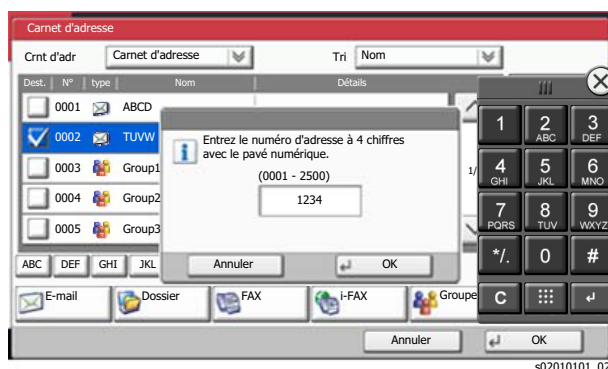 Carnet d'adresse
Crnt d'adr Carnet d'adresse Tri Nom
Dest. N° type Nom Détails
0001 ABCD
0002 TUVW
0003 Group1
0004 Group2
0005 Group3
1/
Entrez le numéro d'adresse à 4 chiffres
avec le pavé numérique.
(0001 - 2500)
1234
Annuler OK
ABC DEF GHI JKL
E-mail Dossier FAX i-FAX Groupe
Annuler OK
1 2 ABC 3 DEF
4 GHI 5 JKL 6 MNO
7 PQRS 8 TUV 9 WXYZ
*/. 0 #
C
s02010101_02